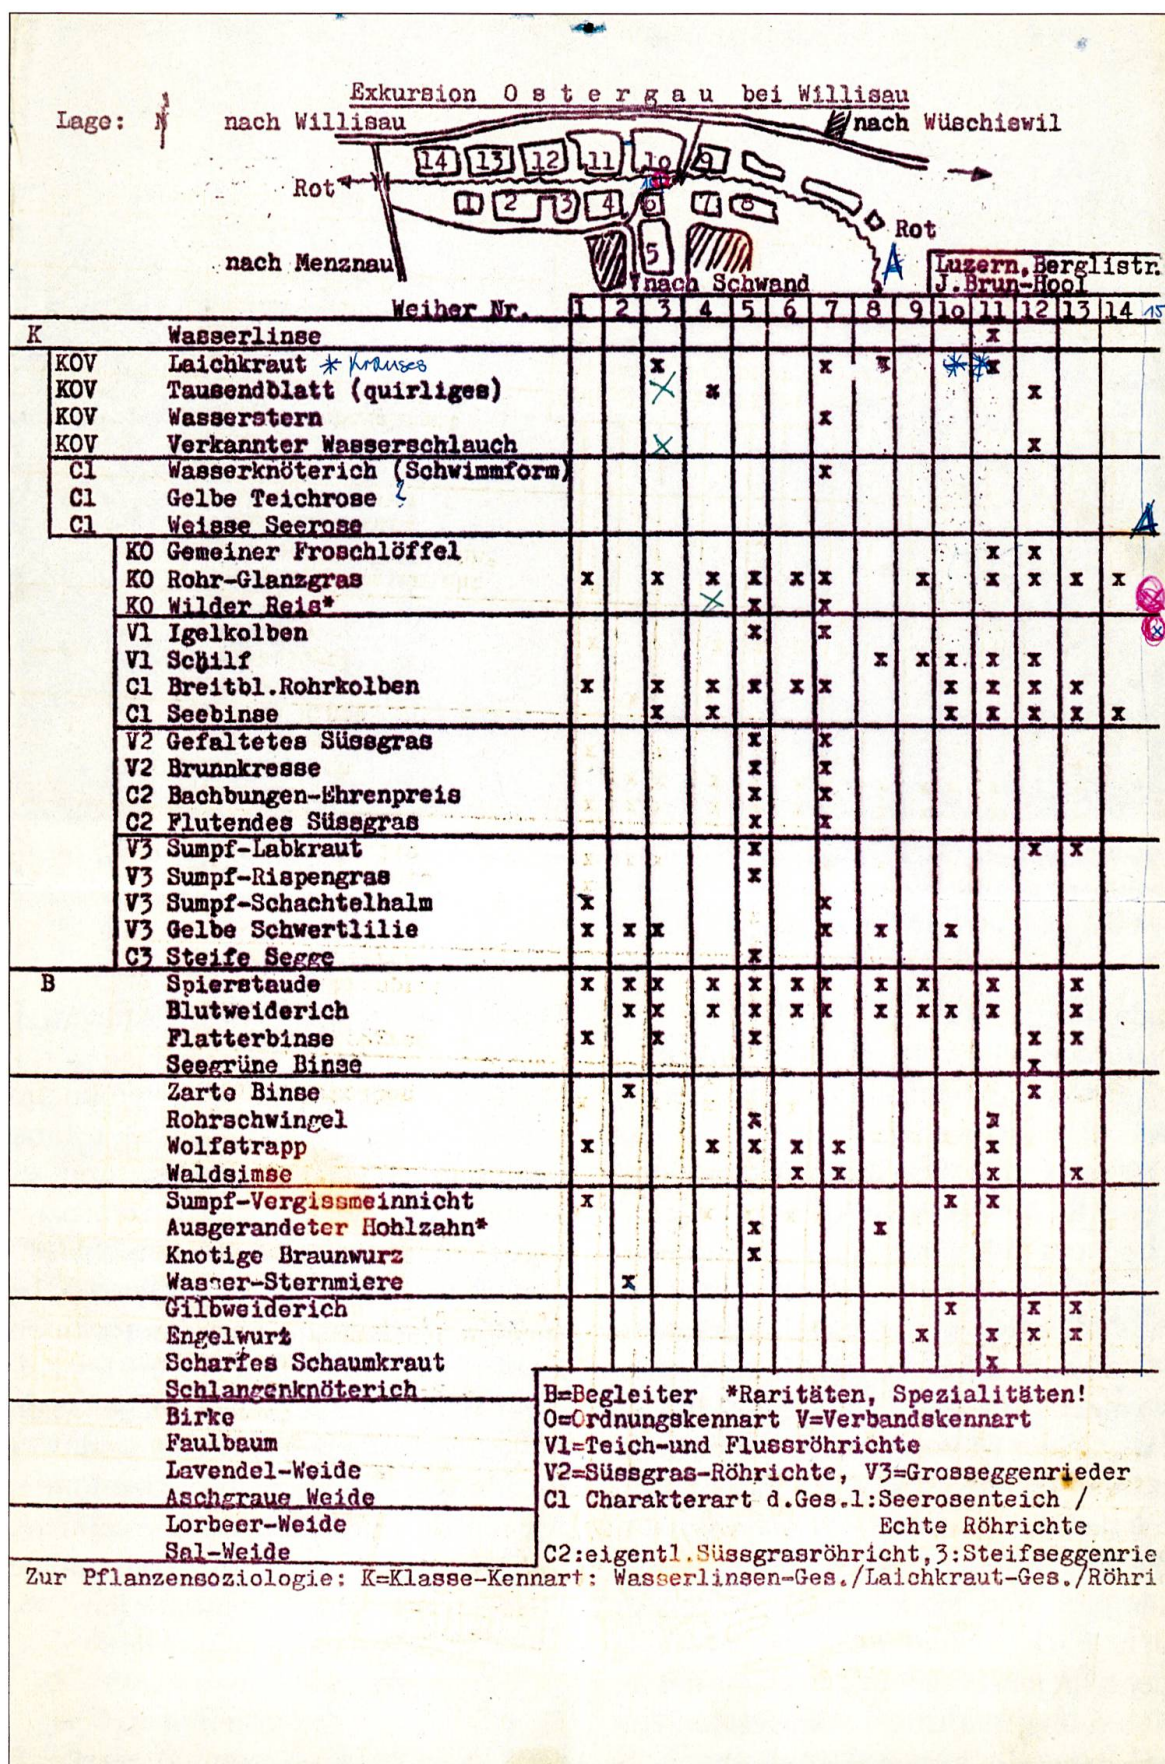 Exkursion Ostergau bei Willisau
Lage: N nach Willisau nach Wüschiswil
14 13 12 11 10 9
Rot
1 2 3 4 6 7 8
Rot
5
nach Menznau
A
Luzern, Berglistr.
nach Schwand J.Brun-Hool
Weiher Nr. 1 2 3 4 5 6 7 8 9 10 11 12 13 14 15
K Wasserlinse x
KOV Laichkraut * Krauses x x x * * x
KOV Tausendblatt (quirliges) x x x
KOV Wasserstern x
KOV Verkannter Wasserschlauch x x
Cl Wasserknöterich (Schwimmform) x
Cl Gelbe Teichrose ?
Cl Weisse Seerose A
KO Gemeiner Froschlöffel x x
KO Rohr-Glanzgras x x x x x x x x x x x
KO Wilder Reis* x x x x
Vl Igelkolben x x x
Vl Schilf x x x x x
Cl Breitbl.Rohrkolben x x x x x x x x x x
Cl Seebinse x x x x x x x
V2 Gefaltetes Süssgras x x
V2 Brunnkresse x x
C2 Bachbungen-Ehrenpreis x x
C2 Flutendes Süssgras x x
V3 Sumpf-Labkraut x x x
V3 Sumpf-Rispengras x
V3 Sumpf-Schachtelhalm x x
V3 Gelbe Schwertlilie x x x x x x
C3 Steife Segge x
B Spierstaude x x x x x x x x x x x
Blutweiderich x x x x x x x x x x x
Flatterbinse x x x x x
Seegrüne Binse x
Zarte Binse x x
Rohrschwingel x x
Wolfstrapp x x x x x x
Waldsimse x x x x
Sumpf-Vergissmeinnicht x x x
Ausgerandeter Hohlzahn* x x
Knotige Braunwurz x
Wasser-Sternmiere x
Gilbweiderich x x x
Engelwurz x x x x
Scharfes Schaumkraut x
Schlangenknöterich
Birke
Faulbaum
Lavendel-Weide
Aschgraue Weide
Lorbeer-Weide
Sal-Weide
B=Begleiter *Raritäten, Spezialitäten!
O=Ordnungskennart V=Verbandskennart
Vl=Teich-und Flussröhrichte
V2=Süssgras-Röhrichte, V3=Grosseggenrieder
Cl Charakterart d.Ges.l:Seerosenteich /
Echte Röhrichte
C2:eigentl.Süssgrasröhricht,3:Steifseggenrie
Zur Pflanzensoziologie: K=Klasse-Kennart: Wasserlinsen-Ges./Laichkraut-Ges./Röhri